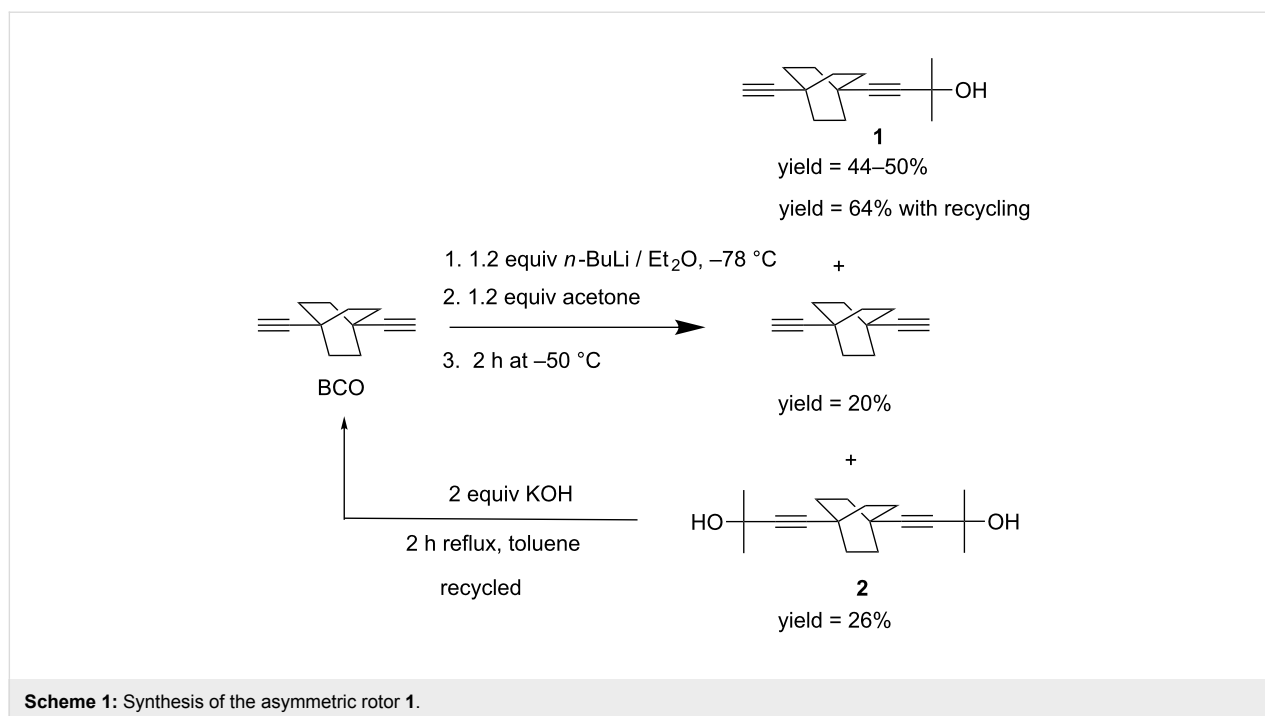 OH
1
yield = 44–50%
yield = 64% with recycling
1. 1.2 equiv n-BuLi / Et2O, –78 °C
+
2. 1.2 equiv acetone
3. 2 h at –50 °C
BCO
yield = 20%
+
2 equiv KOH
HO
OH
2 h reflux, toluene
recycled
2
yield = 26%
Scheme 1: Synthesis of the asymmetric rotor 1.